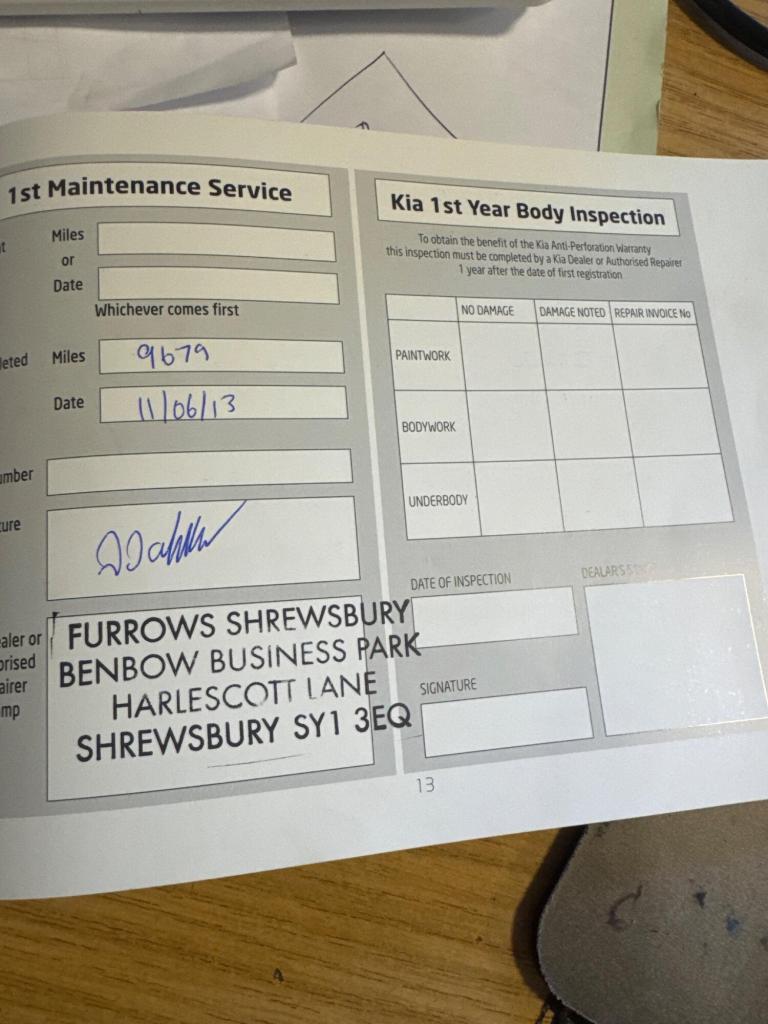 1st Maintenance Service
Miles
or
Date
Whichever comes first
Miles 9679
Date 11/06/13
FURROWS SHREWSBURY
BENBOW BUSINESS PARK
HARLESCOTT LANE
SHREWSBURY SY1 3EQ
Kia 1st Year Body Inspection
To obtain the benefit of the Kia Anti-Perforation Warranty
this inspection must be completed by a Kia Dealer or Authorised Repairer
1 year after the date of first registration
NO DAMAGE DAMAGE NOTED REPAIR INVOICE No
PAINTWORK
BODYWORK
UNDERBODY
DATE OF INSPECTION
SIGNATURE
13